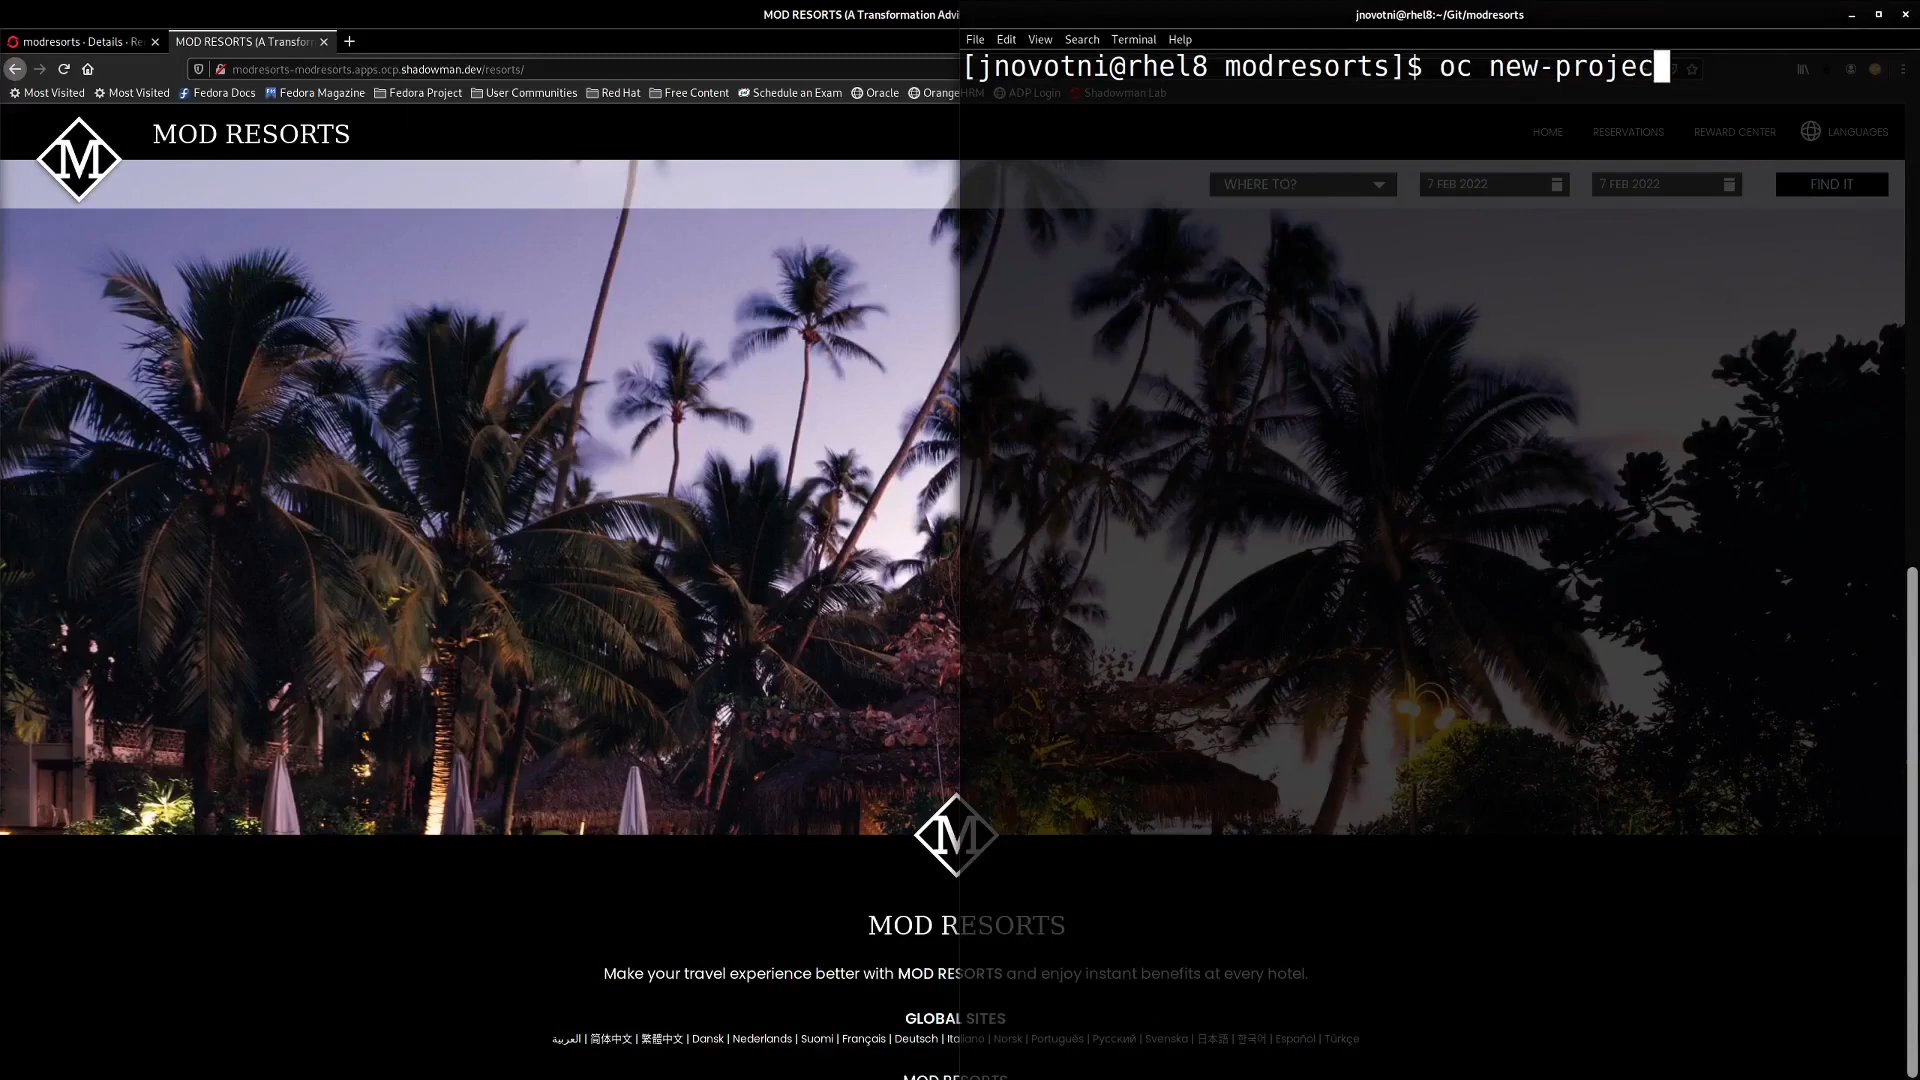 MOD RESORTS (A Transformation Advi
jnovotni@rhel8:~/Git/modresorts
modresorts · Details · Re
MOD RESORTS (A Transform
File Edit View Search Terminal Help
modresorts-modresorts.apps.ocp.shadowman.dev/resorts/
[jnovotni@rhel8 modresorts]$ oc new-projec
Most Visited Most Visited Fedora Docs Fedora Magazine Fedora Project User Communities Red Hat Free Content Schedule an Exam Oracle OrangeHRM ADP Login Shadowman Lab
M
MOD RESORTS
HOME RESERVATIONS REWARD CENTER LANGUAGES
WHERE TO? 7 FEB 2022 7 FEB 2022 FIND IT
M
MOD RESORTS
Make your travel experience better with MOD RESORTS and enjoy instant benefits at every hotel.
GLOBAL SITES
العربية | 简体中文 | 繁體中文 | Dansk | Nederlands | Suomi | Français | Deutsch | Italiano | Norsk | Português | Русский | Svenska | 日本語 | 한국어 | Español | Türkçe
MOD RESORTS